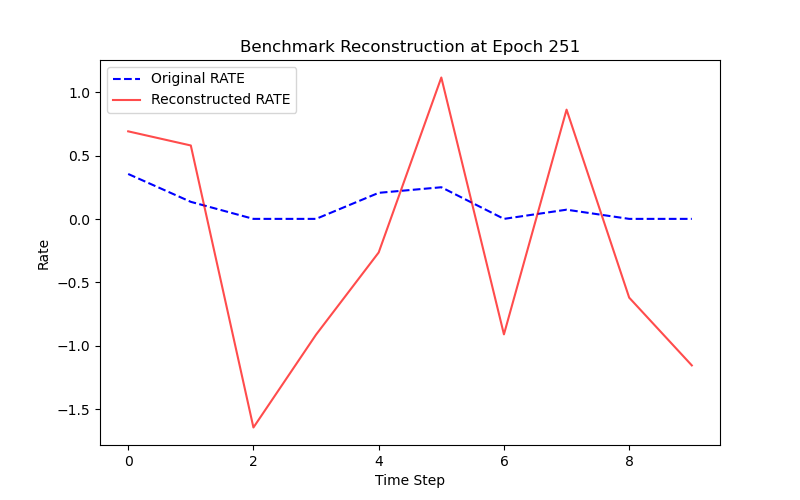 Benchmark Reconstruction at Epoch 251
Original RATE
Reconstructed RATE
1.0
0.5
0.0
−0.5
−1.0
−1.5
Rate
0 2 4 6 8
Time Step